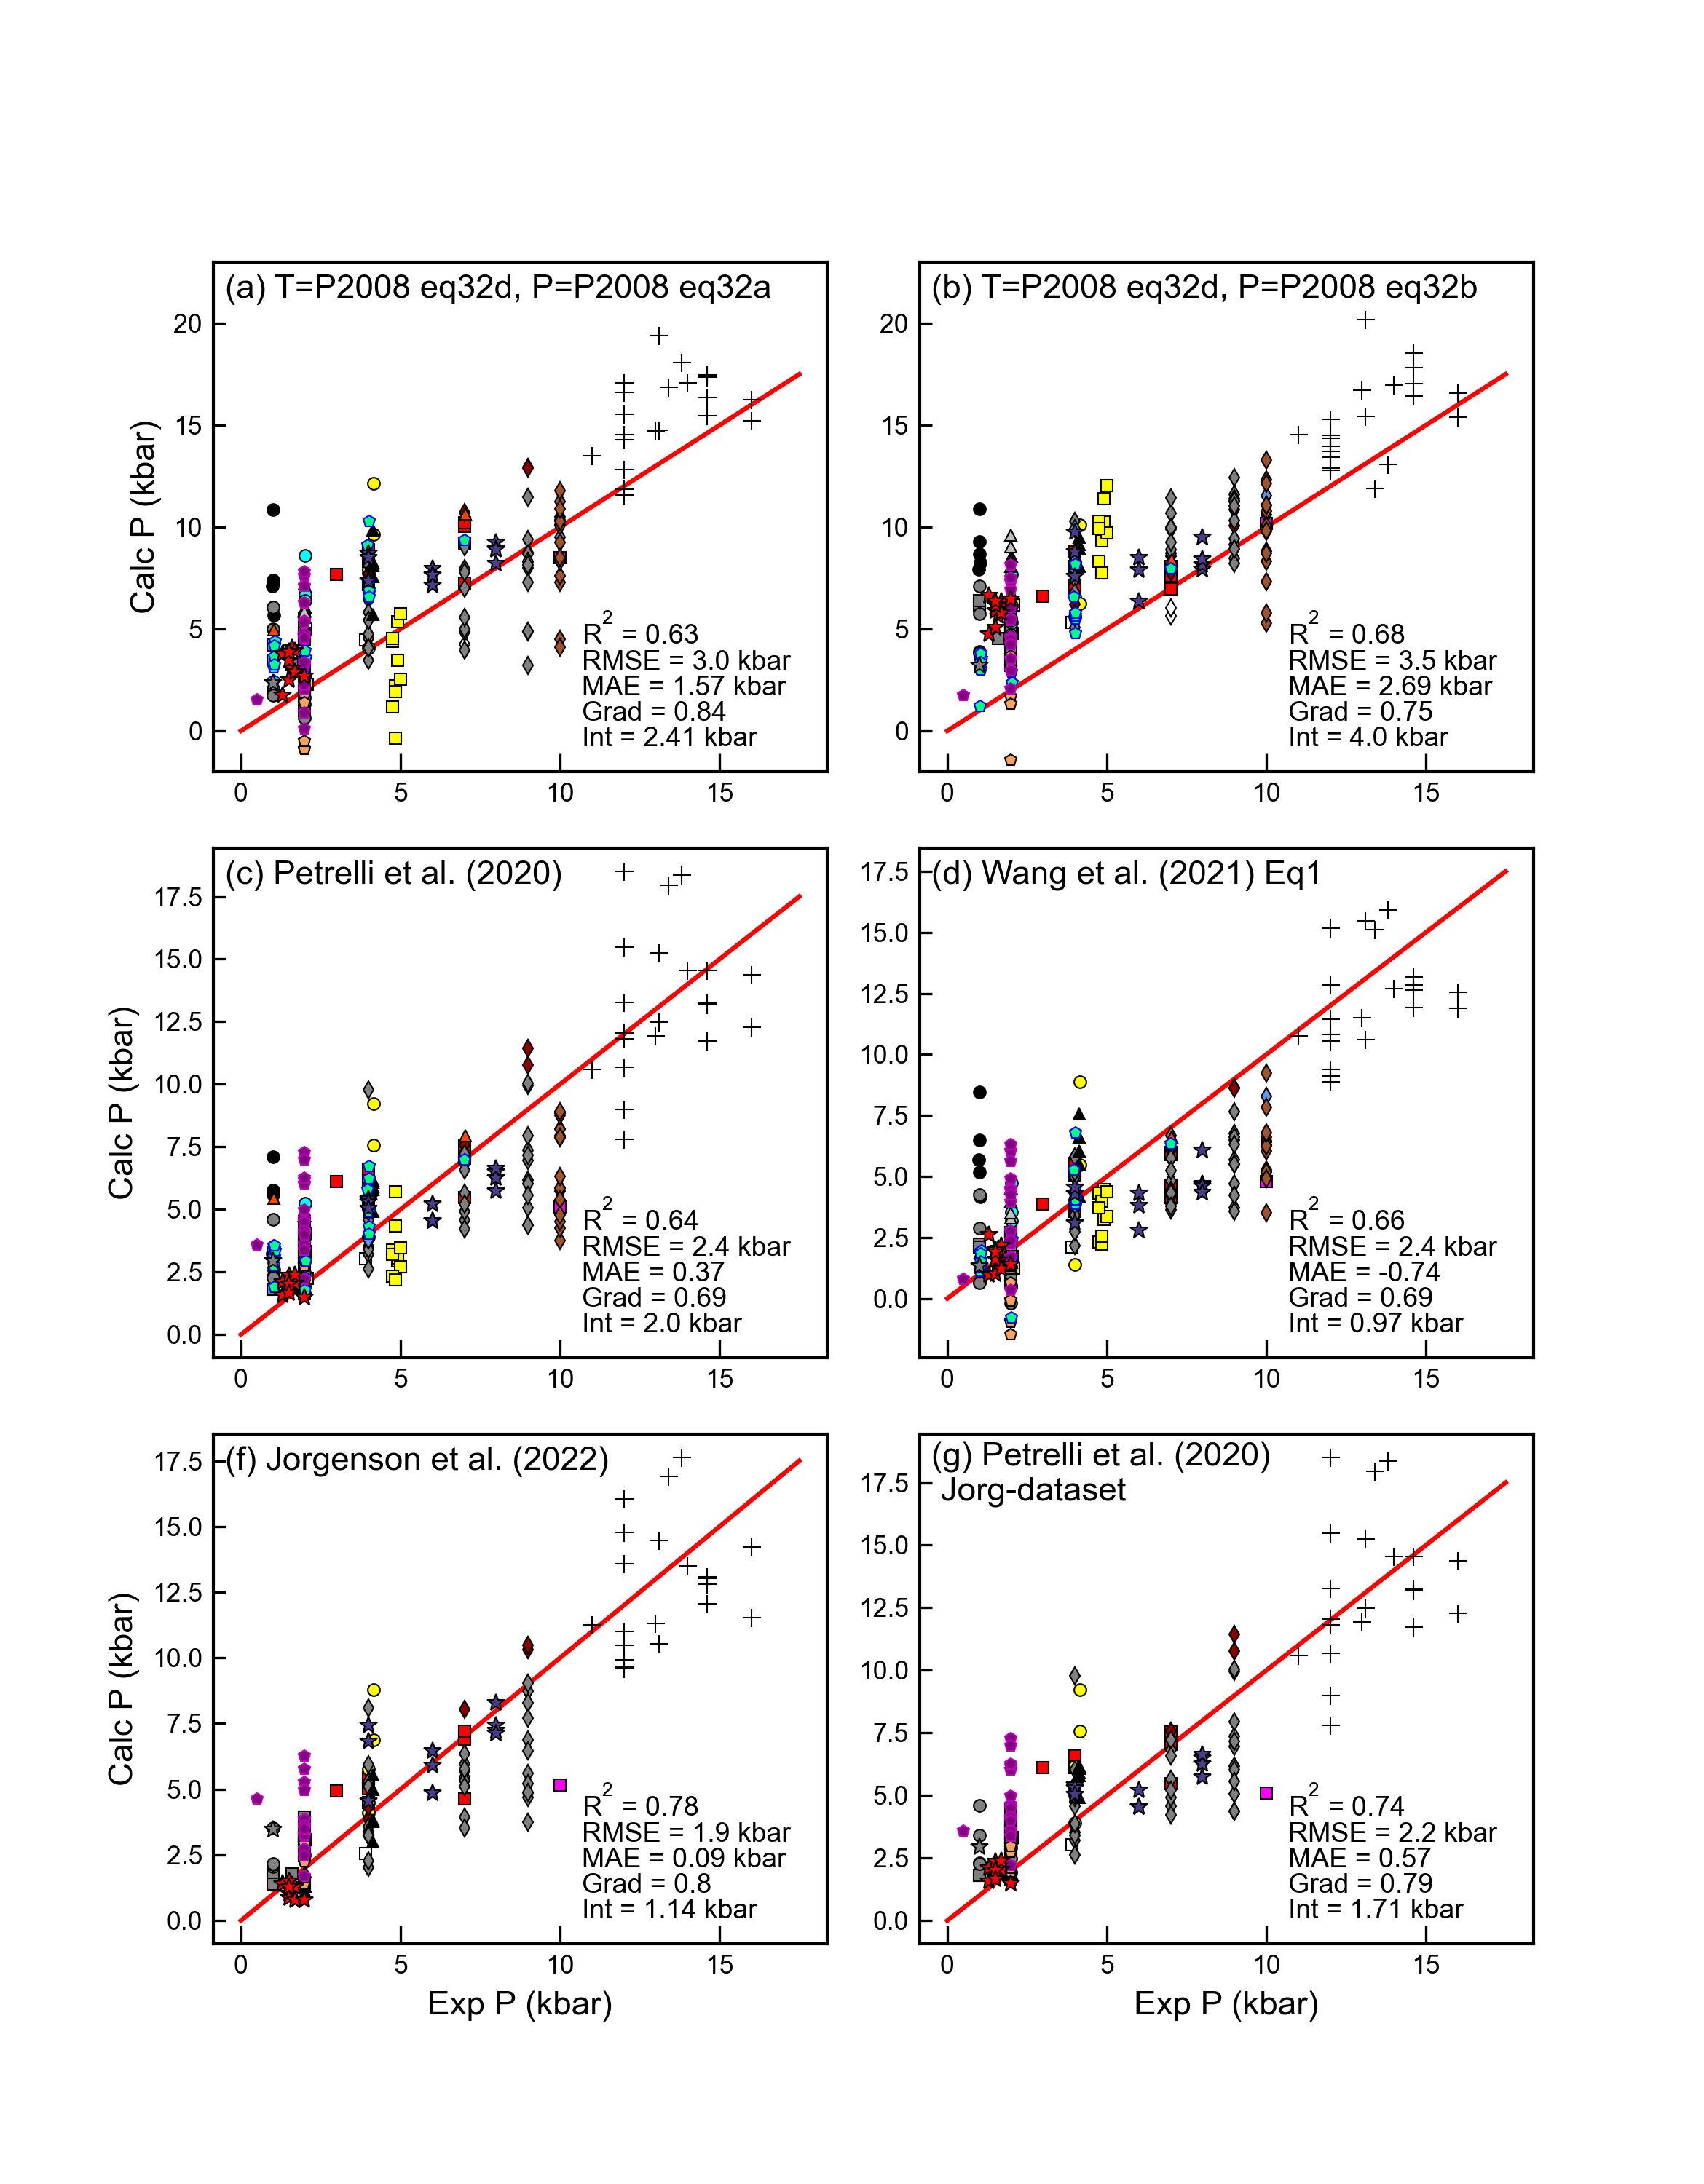 (a) T=P2008 eq32d, P=P2008 eq32a
Calc P (kbar)
20
15
10
5
0
R² = 0.63
RMSE = 3.0 kbar
MAE = 1.57 kbar
Grad = 0.84
Int = 2.41 kbar
0 5 10 15
(b) T=P2008 eq32d, P=P2008 eq32b
20
15
10
5
0
R² = 0.68
RMSE = 3.5 kbar
MAE = 2.69 kbar
Grad = 0.75
Int = 4.0 kbar
0 5 10 15
(c) Petrelli et al. (2020)
Calc P (kbar)
17.5
15.0
12.5
10.0
7.5
5.0
2.5
0.0
R² = 0.64
RMSE = 2.4 kbar
MAE = 0.37
Grad = 0.69
Int = 2.0 kbar
0 5 10 15
(d) Wang et al. (2021) Eq1
17.5
15.0
12.5
10.0
7.5
5.0
2.5
0.0
R² = 0.66
RMSE = 2.4 kbar
MAE = -0.74
Grad = 0.69
Int = 0.97 kbar
0 5 10 15
(f) Jorgenson et al. (2022)
Calc P (kbar)
17.5
15.0
12.5
10.0
7.5
5.0
2.5
0.0
R² = 0.78
RMSE = 1.9 kbar
MAE = 0.09 kbar
Grad = 0.8
Int = 1.14 kbar
0 5 10 15
Exp P (kbar)
(g) Petrelli et al. (2020)
Jorg-dataset
17.5
15.0
12.5
10.0
7.5
5.0
2.5
0.0
R² = 0.74
RMSE = 2.2 kbar
MAE = 0.57
Grad = 0.79
Int = 1.71 kbar
0 5 10 15
Exp P (kbar)